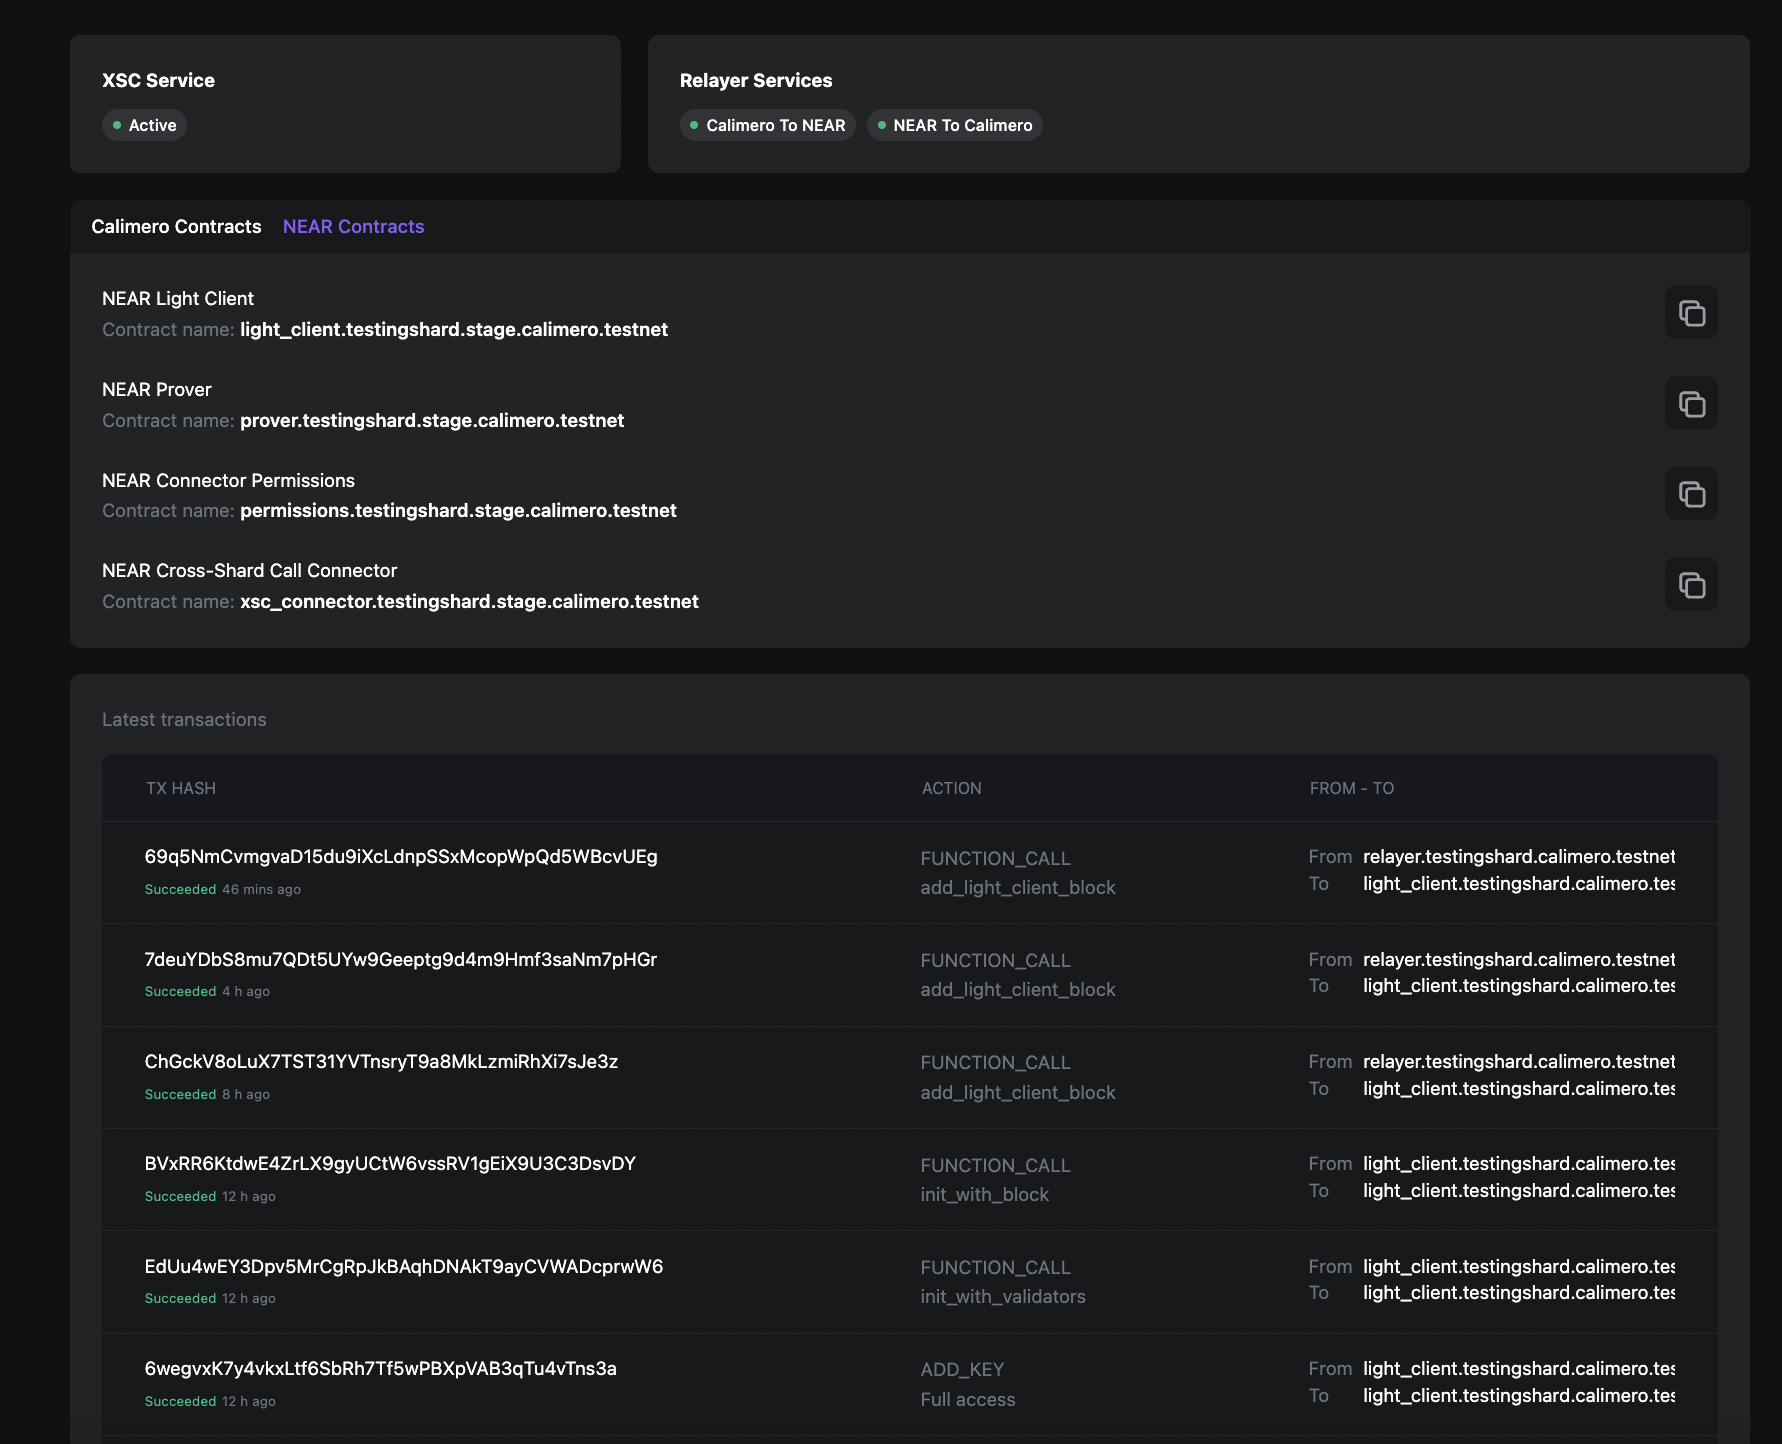 XSC Service
Relayer Services
Active
Calimero To NEAR
NEAR To Calimero
Calimero Contracts
NEAR Contracts
NEAR Light Client
Contract name: light_client.testingshard.stage.calimero.testnet
NEAR Prover
Contract name: prover.testingshard.stage.calimero.testnet
NEAR Connector Permissions
Contract name: permissions.testingshard.stage.calimero.testnet
NEAR Cross-Shard Call Connector
Contract name: xsc_connector.testingshard.stage.calimero.testnet
Latest transactions
TX HASH
ACTION
FROM - TO
69q5NmCvmgvaD15du9iXcLdnpSSxMcopWpQd5WBcvUEg
Succeeded 46 mins ago
FUNCTION_CALL
add_light_client_block
From relayer.testingshard.calimero.testnet
To light_client.testingshard.calimero.tes
7deuYDbS8mu7QDt5UYw9Geeptg9d4m9Hmf3saNm7pHGr
Succeeded 4 h ago
FUNCTION_CALL
add_light_client_block
From relayer.testingshard.calimero.testnet
To light_client.testingshard.calimero.tes
ChGckV8oLuX7TST31YVTnsryT9a8MkLzmiRhXi7sJe3z
Succeeded 8 h ago
FUNCTION_CALL
add_light_client_block
From relayer.testingshard.calimero.testnet
To light_client.testingshard.calimero.tes
BVxRR6KtdwE4ZrLX9gyUCtW6vssRV1gEiX9U3C3DsvDY
Succeeded 12 h ago
FUNCTION_CALL
init_with_block
From light_client.testingshard.calimero.tes
To light_client.testingshard.calimero.tes
EdUu4wEY3Dpv5MrCgRpJkBAqhDNAkT9ayCVWADcprwW6
Succeeded 12 h ago
FUNCTION_CALL
init_with_validators
From light_client.testingshard.calimero.tes
To light_client.testingshard.calimero.tes
6wegvxK7y4vkxLtf6SbRh7Tf5wPBXpVAB3qTu4vTns3a
Succeeded 12 h ago
ADD_KEY
Full access
From light_client.testingshard.calimero.tes
To light_client.testingshard.calimero.tes